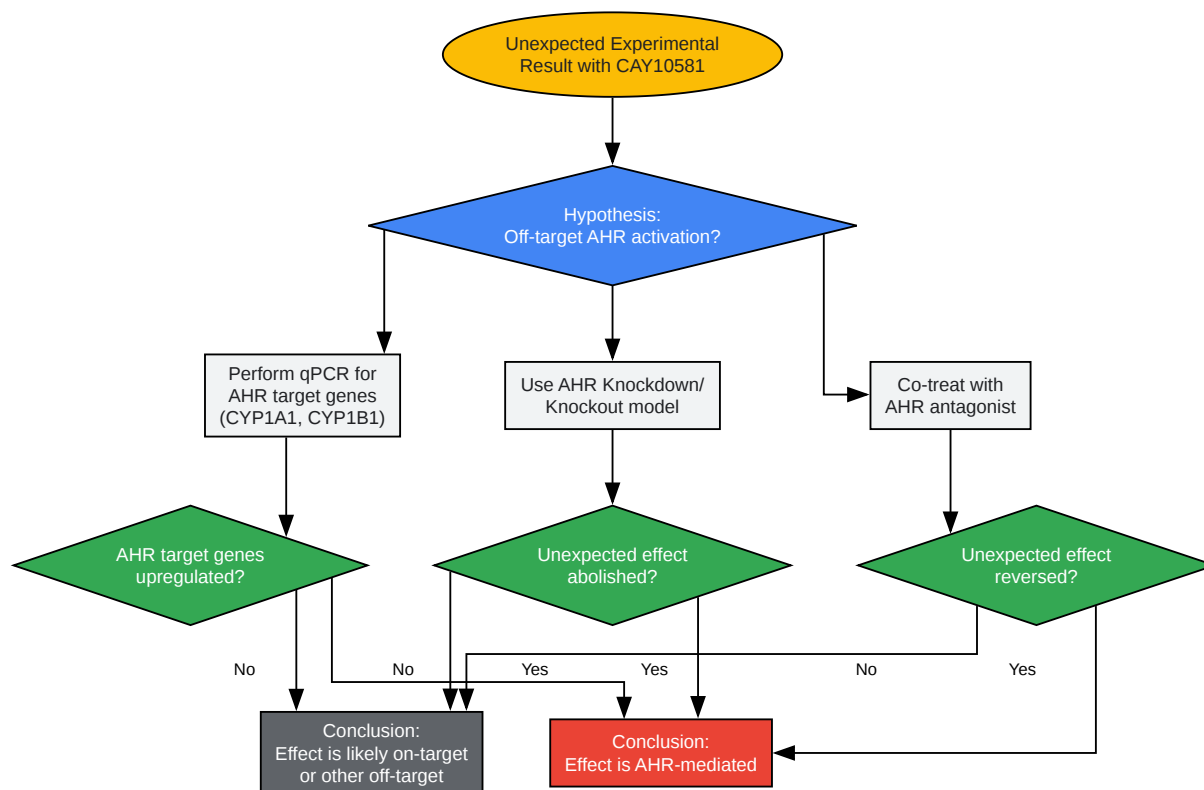 Unexpected Experimental
Result with CAY10581
Hypothesis:
Off-target AHR activation?
Perform qPCR for
AHR target genes
(CYP1A1, CYP1B1)
Use AHR Knockdown/
Knockout model
Co-treat with
AHR antagonist
AHR target genes
upregulated?
Unexpected effect
abolished?
Unexpected effect
reversed?
No
No
Yes
Yes
No
Yes
Conclusion:
Effect is likely on-target
or other off-target
Conclusion:
Effect is AHR-mediated